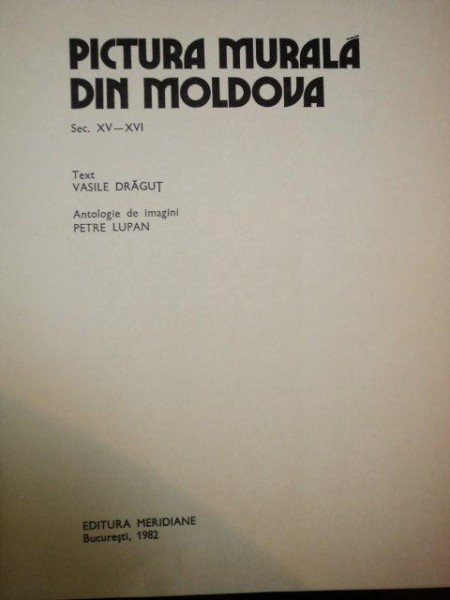 PICTURA MURALĂ
DIN MOLDOVA
Sec. XV—XVI
Text
VASILE DRĂGUŢ
Antologie de imagini
PETRE LUPAN
EDITURA MERIDIANE
Bucureşti, 1982